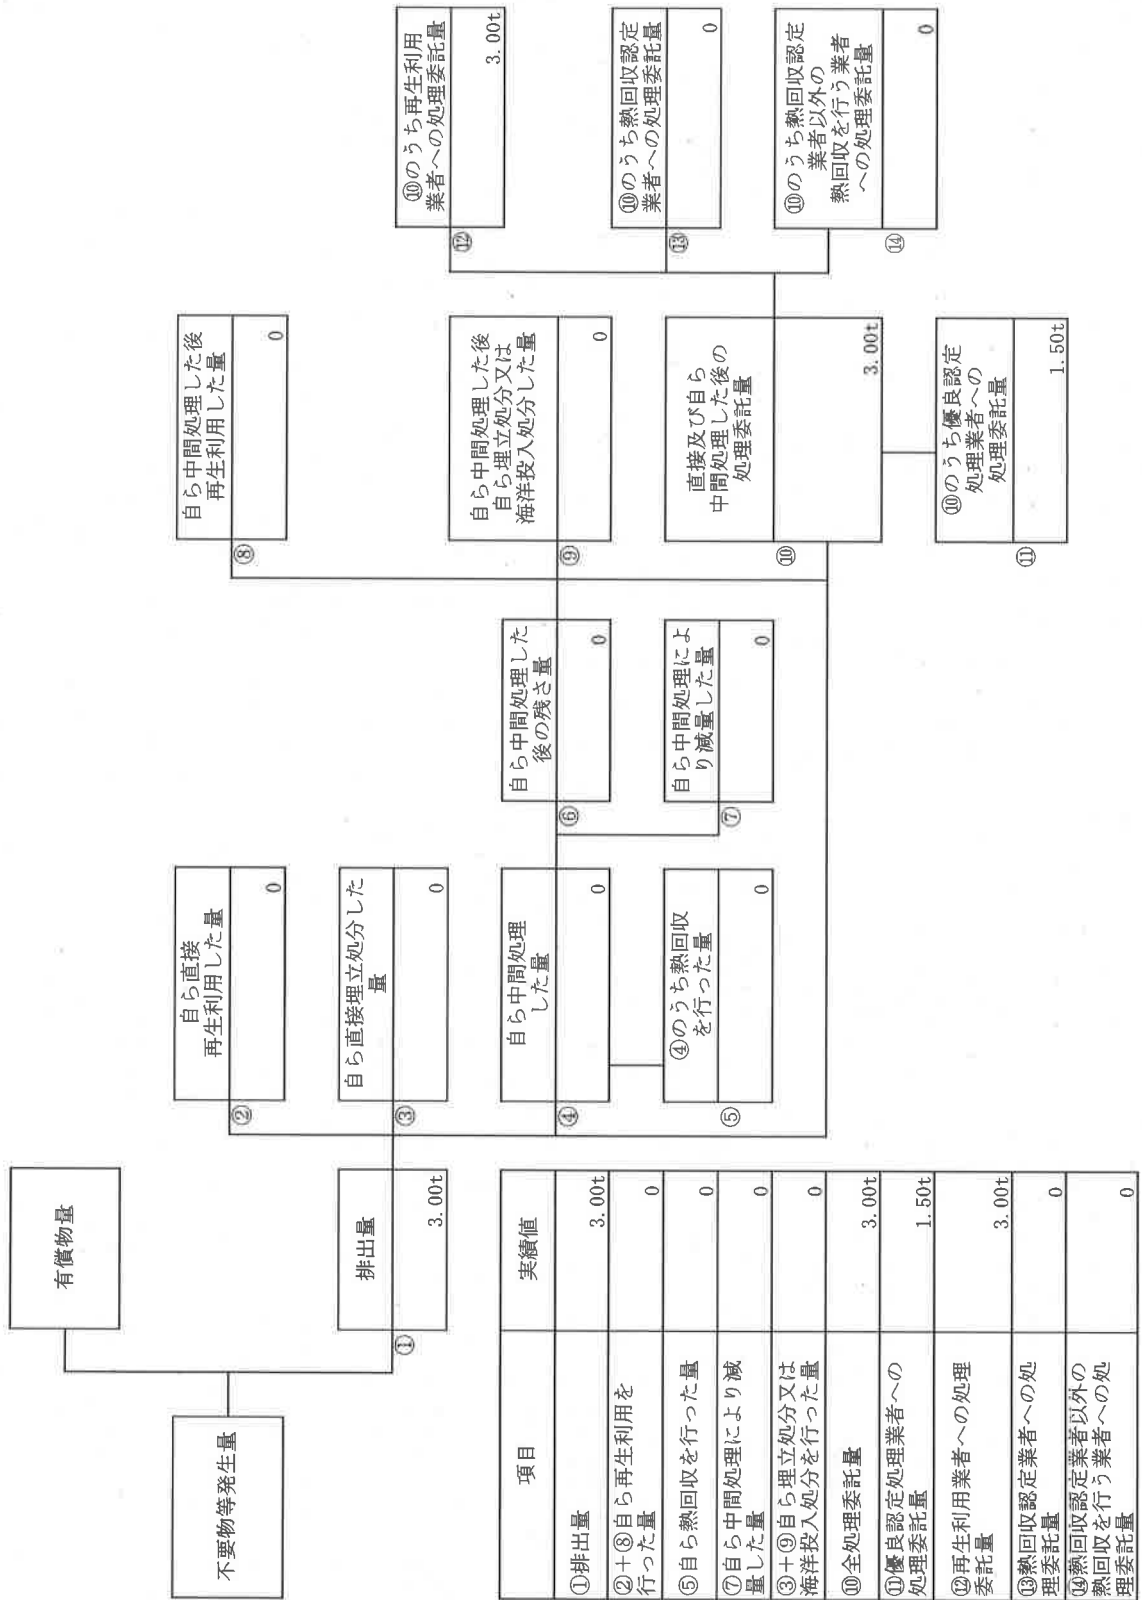 不要物等発生量
有償物量
排出量
①
3.00t
自ら直接
再生利用した量
②
0
自ら直接埋立処分した
量
③
0
自ら中間処理
した量
④
0
④のうち熱回収
を行った量
⑤
0
自ら中間処理した
後の残さ量
⑥
0
自ら中間処理によ
り減量した量
⑦
0
自ら中間処理した後
再生利用した量
⑧
0
自ら中間処理した後
自ら埋立処分又は
海洋投入処分した量
⑨
0
直接及び自ら
中間処理した後の
処理委託量
⑩
3.00t
⑩のうち優良認定
処理業者への
処理委託量
⑪
1.50t
⑩のうち再生利用
業者への処理委託量
⑫
3.00t
⑩のうち熱回収認定
業者への処理委託量
⑬
0
⑩のうち熱回収認定
業者以外の
熱回収を行う業者
への処理委託量
⑭
0
項目 実績値
①排出量 3.00t
②+⑧自ら再生利用を
行った量 0
⑤自ら熱回収を行った量 0
⑦自ら中間処理により減
量した量 0
③+⑨自ら埋立処分又は
海洋投入処分を行った量 0
⑩全処理委託量 3.00t
⑪優良認定処理業者への
処理委託量 1.50t
⑫再生利用業者への処理
委託量 3.00t
⑬熱回収認定業者への処
理委託量 0
⑭熱回収認定業者以外の
熱回収を行う業者への処
理委託量 0